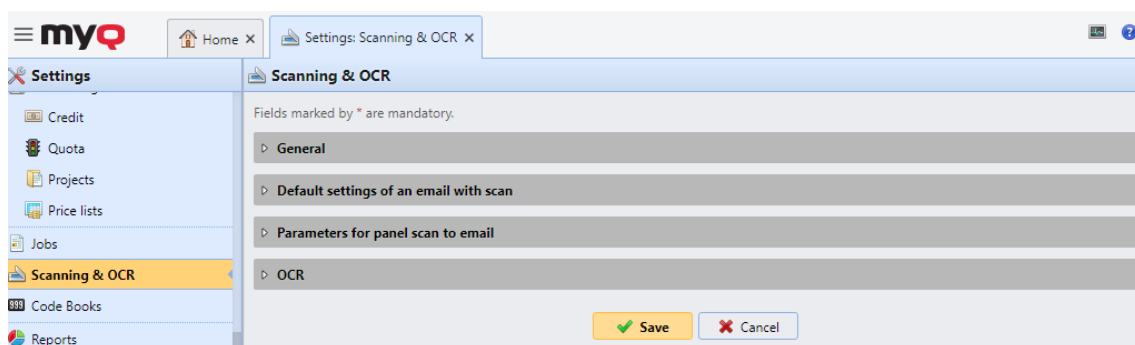 myQ
Home
Settings: Scanning & OCR
Settings
Scanning & OCR
Credit
Quota
Projects
Price lists
Jobs
Scanning & OCR
Code Books
Reports
Fields marked by * are mandatory.
General
Default settings of an email with scan
Parameters for panel scan to email
OCR
Save
Cancel